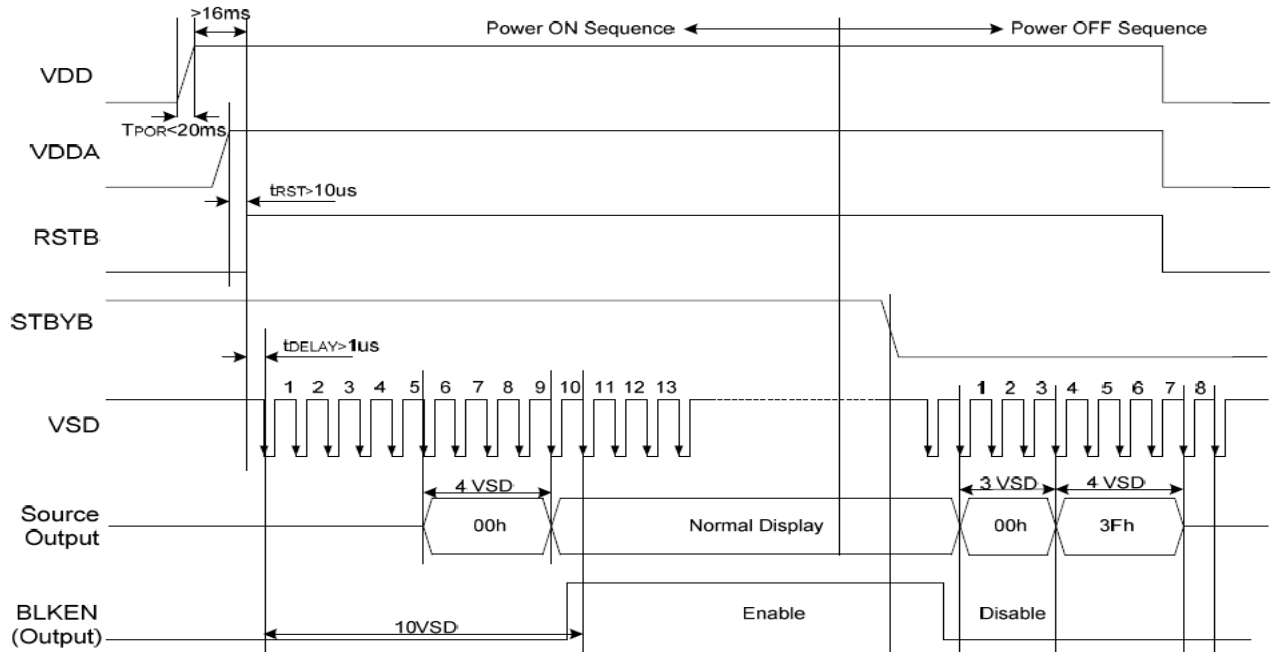 >16ms
Power ON Sequence
Power OFF Sequence
VDD
TPOR<20ms
VDDA
tRST>10us
RSTB
STBYB
tDELAY>1us
1 2 3 4 5 6 7 8 9 10 11 12 13
1 2 3 4 5 6 7 8
VSD
4 VSD
3 VSD
4 VSD
Source
Output
00h
Normal Display
00h
3Fh
BLKEN
(Output)
Enable
Disable
10VSD